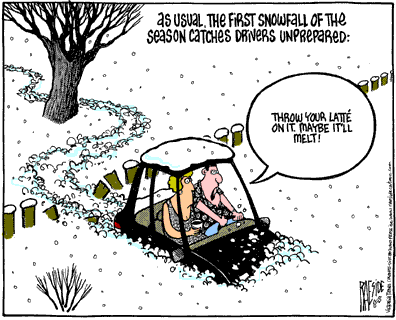 AS USUAL, THE FIRST SNOWFALL OF THE
SEASON CATCHES DRIVERS UNPREPARED:
THROW YOUR LATTÉ
ON IT. MAYBE IT'LL
MELT!
RAESIDE